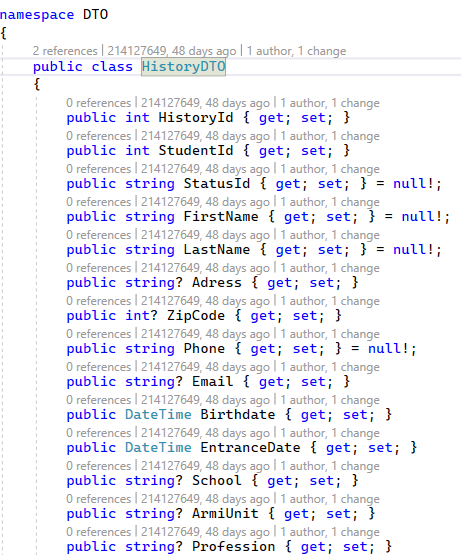 namespace DTO
{
2 references | 214127649, 48 days ago | 1 author, 1 change
public class HistoryDTO
{
0 references | 214127649, 48 days ago | 1 author, 1 change
public int HistoryId { get; set; }
0 references | 214127649, 48 days ago | 1 author, 1 change
public int StudentId { get; set; }
0 references | 214127649, 48 days ago | 1 author, 1 change
public string StatusId { get; set; } = null!;
0 references | 214127649, 48 days ago | 1 author, 1 change
public string FirstName { get; set; } = null!;
0 references | 214127649, 48 days ago | 1 author, 1 change
public string LastName { get; set; } = null!;
0 references | 214127649, 48 days ago | 1 author, 1 change
public string? Adress { get; set; }
0 references | 214127649, 48 days ago | 1 author, 1 change
public int? ZipCode { get; set; }
0 references | 214127649, 48 days ago | 1 author, 1 change
public string Phone { get; set; } = null!;
0 references | 214127649, 48 days ago | 1 author, 1 change
public string? Email { get; set; }
0 references | 214127649, 48 days ago | 1 author, 1 change
public DateTime Birthdate { get; set; }
0 references | 214127649, 48 days ago | 1 author, 1 change
public DateTime EntranceDate { get; set; }
0 references | 214127649, 48 days ago | 1 author, 1 change
public string? School { get; set; }
0 references | 214127649, 48 days ago | 1 author, 1 change
public string? ArmiUnit { get; set; }
0 references | 214127649, 48 days ago | 1 author, 1 change
public string? Profession { get; set; }